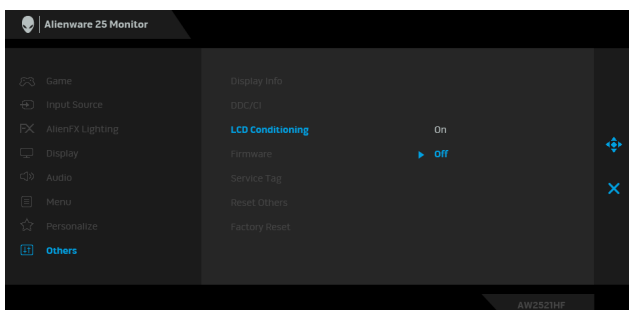 Alienware 25 Monitor
Game
Input Source
AlienFX Lighting
Display
Audio
Menu
Personalize
Others
Display Info
DDC/CI
LCD Conditioning On
Firmware Off
Service Tag
Reset Others
Factory Reset
AW2521HF